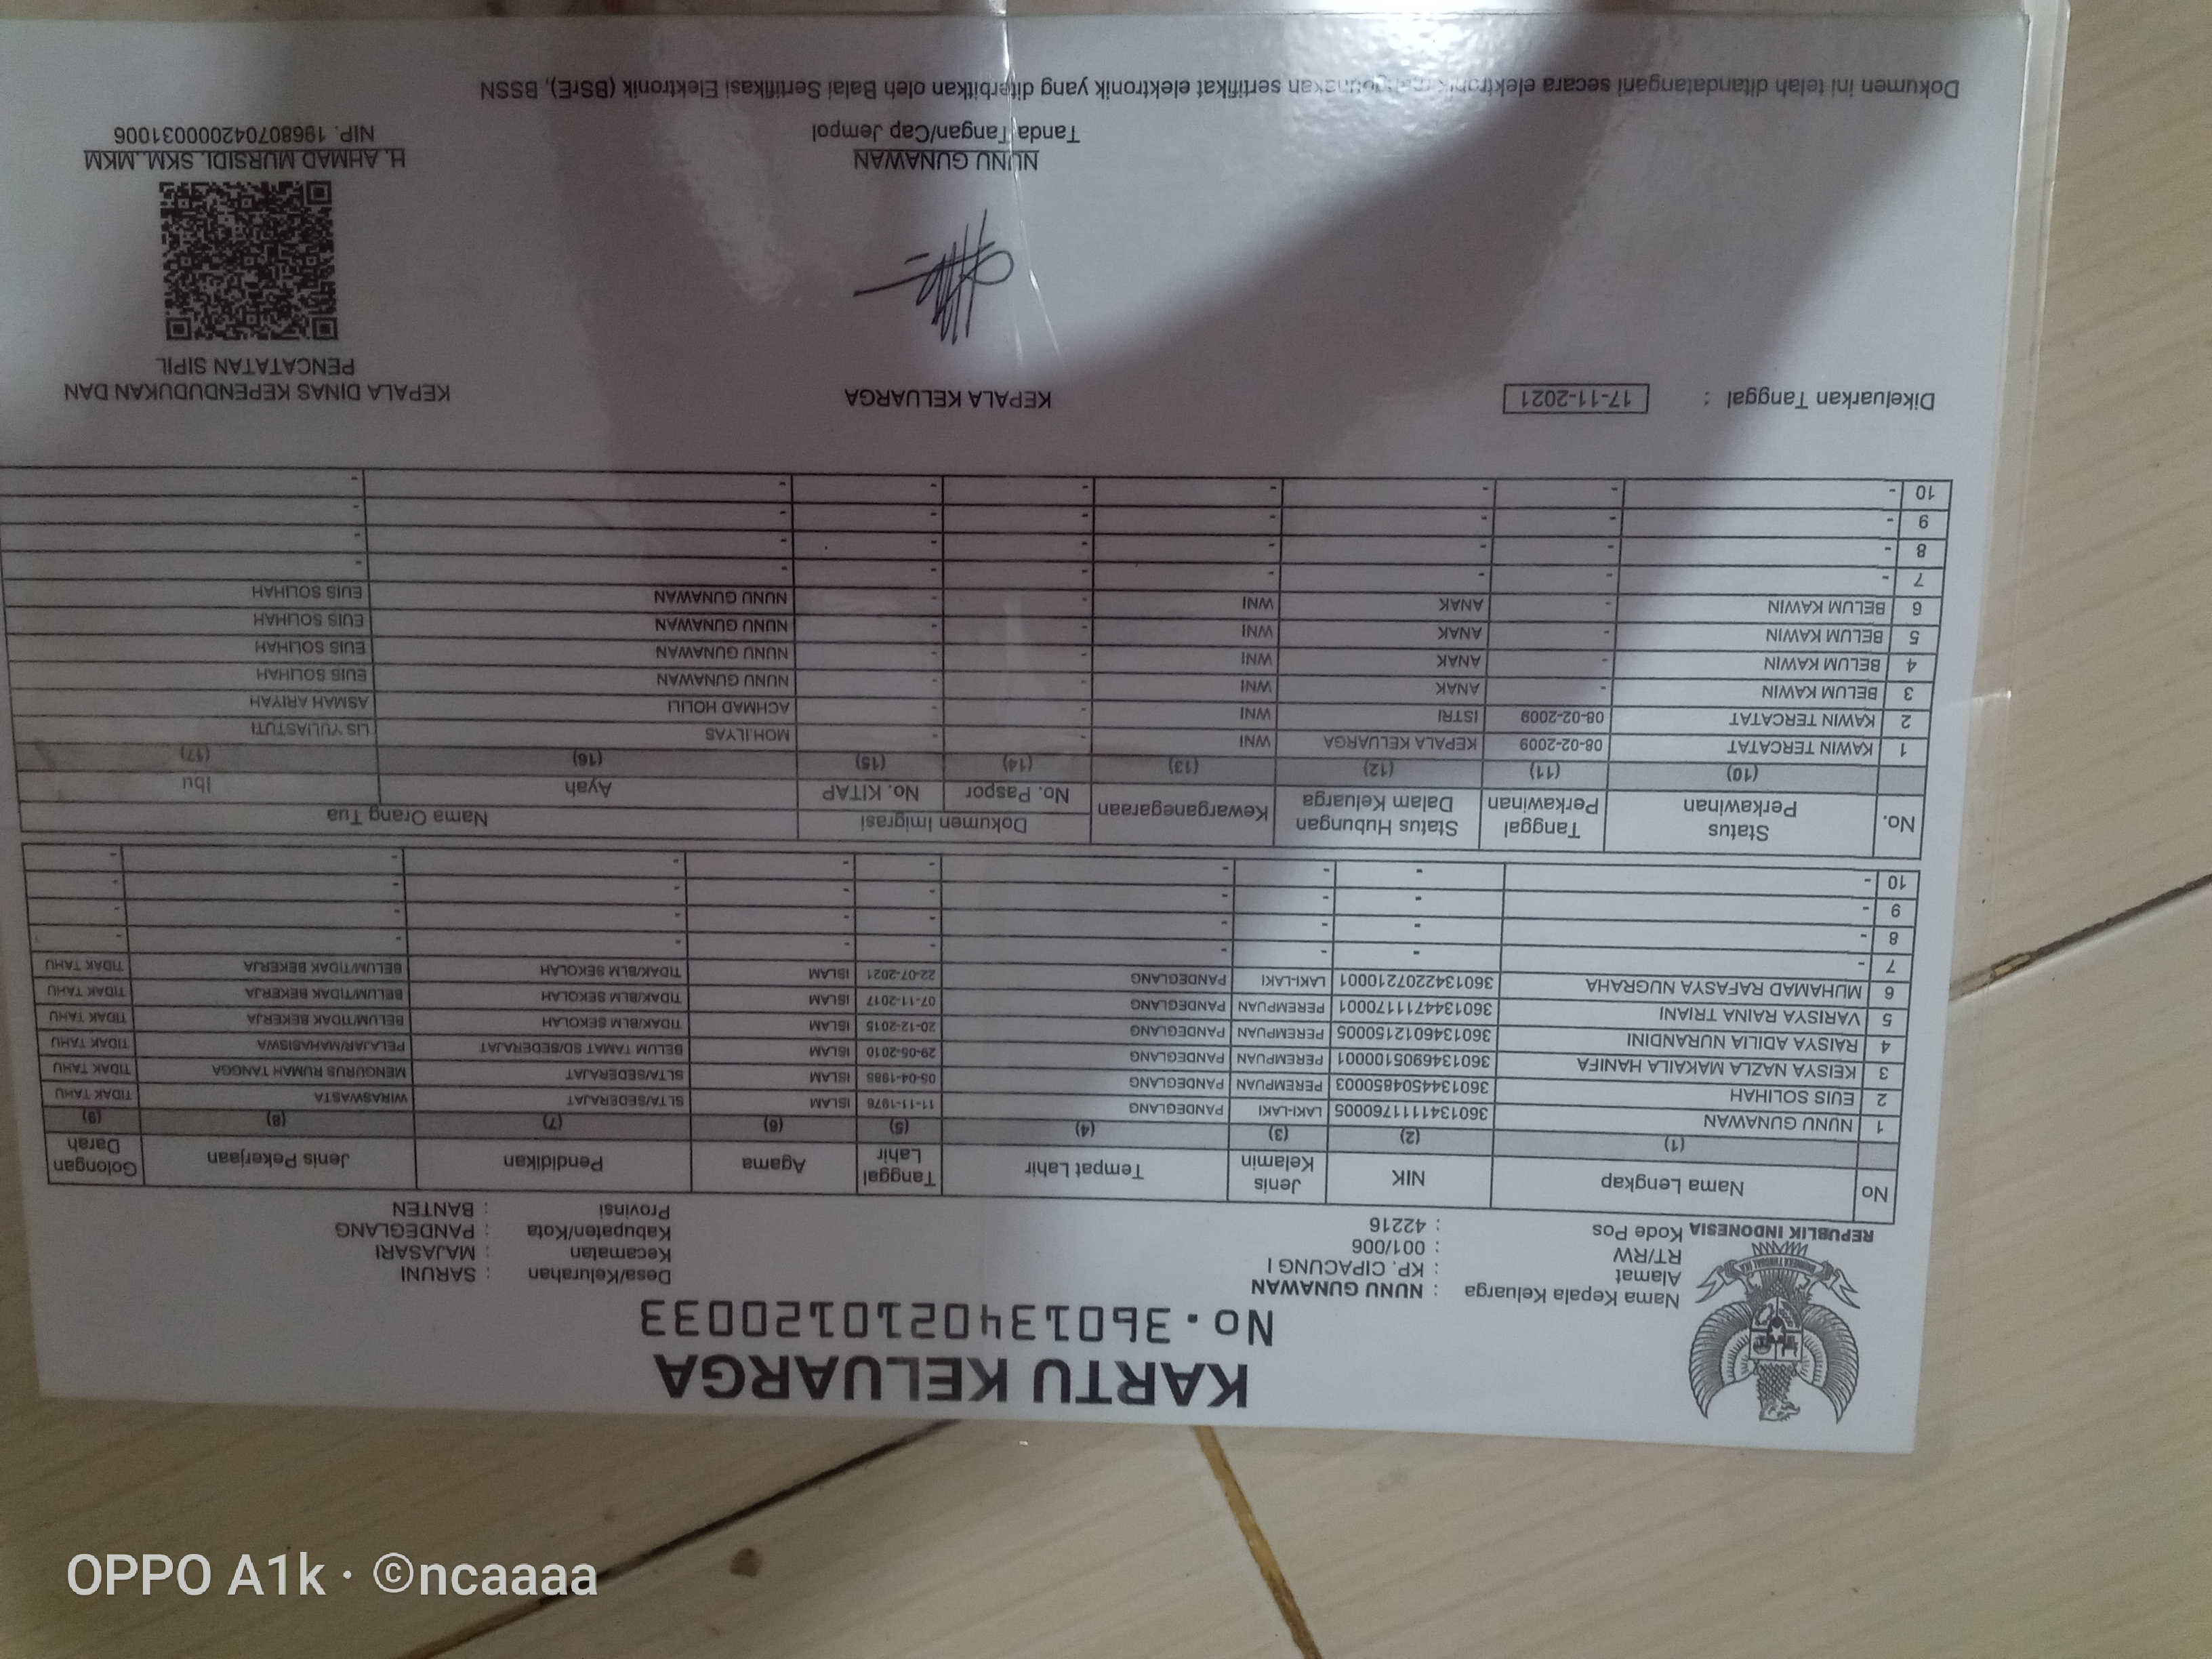 OPPO A1k · ©ncaaaa
KARTU KELUARGA
No.3601340210120033
REPUBLIK INDONESIA
Nama Kepala Keluarga : NUNU GUNAWAN
Alamat : KP. CIPACUNG I
RT/RW : 001/006
Kode Pos : 42216
Desa/Kelurahan : SARUNI
Kecamatan : MAJASARI
Kabupaten/Kota : PANDEGLANG
Provinsi : BANTEN
No Nama Lengkap NIK Jenis Kelamin Tempat Lahir Tanggal Lahir Agama Pendidikan Jenis Pekerjaan Golongan Darah
(1) (2) (3) (4) (5) (6) (7) (8) (9)
1 NUNU GUNAWAN 3601341111760005 LAKI-LAKI PANDEGLANG 11-11-1976 ISLAM SLTA/SEDERAJAT WIRASWASTA TIDAK TAHU
2 EUIS SOLIHAH 3601344504850003 PEREMPUAN PANDEGLANG 05-04-1985 ISLAM SLTA/SEDERAJAT MENGURUS RUMAH TANGGA TIDAK TAHU
3 KEISYA NAZLA MAKAILA HANIFA 3601346905100001 PEREMPUAN PANDEGLANG 29-05-2010 ISLAM BELUM TAMAT SD/SEDERAJAT PELAJAR/MAHASISWA TIDAK TAHU
4 RAISYA ADILIA NURANDINI 3601346012150005 PEREMPUAN PANDEGLANG 20-12-2015 ISLAM TIDAK/BLM SEKOLAH BELUM/TIDAK BEKERJA TIDAK TAHU
5 VARISYA RAINA TRIANI 3601344711170001 PEREMPUAN PANDEGLANG 07-11-2017 ISLAM TIDAK/BLM SEKOLAH BELUM/TIDAK BEKERJA TIDAK TAHU
6 MUHAMAD RAFASYA NUGRAHA 3601342207210001 LAKI-LAKI PANDEGLANG 22-07-2021 ISLAM TIDAK/BLM SEKOLAH BELUM/TIDAK BEKERJA TIDAK TAHU
7 - - - - - - - - -
8 - - - - - - - - -
9 - - - - - - - - -
10 - - - - - - - - -
No. Status Perkawinan Tanggal Perkawinan Status Hubungan Dalam Keluarga Kewarganegaraan Dokumen Imigrasi Nama Orang Tua
No. Paspor No. KITAP Ayah Ibu
(10) (11) (12) (13) (14) (15) (16) (17)
1 KAWIN TERCATAT 08-02-2009 KEPALA KELUARGA WNI - - MOH.ILYAS LIS YULIASTUTI
2 KAWIN TERCATAT 08-02-2009 ISTRI WNI - - ACHMAD HOLILI ASMAH ARIYAH
3 BELUM KAWIN - ANAK WNI - - NUNU GUNAWAN EUIS SOLIHAH
4 BELUM KAWIN - ANAK WNI - - NUNU GUNAWAN EUIS SOLIHAH
5 BELUM KAWIN - ANAK WNI - - NUNU GUNAWAN EUIS SOLIHAH
6 BELUM KAWIN - ANAK WNI - - NUNU GUNAWAN EUIS SOLIHAH
7 - - - - - - - -
8 - - - - - - - -
9 - - - - - - - -
10 - - - - - - - -
Dikeluarkan Tanggal : 17-11-2021
KEPALA KELUARGA
NUNU GUNAWAN
Tanda Tangan/Cap Jempol
KEPALA DINAS KEPENDUDUKAN DAN
PENCATATAN SIPIL
H. AHMAD MURSIDI, SKM.,MKM
NIP. 196807042000031006
Dokumen ini telah ditandatangani secara elektronik menggunakan sertifikat elektronik yang diterbitkan oleh Balai Sertifikasi Elektronik (BSrE), BSSN